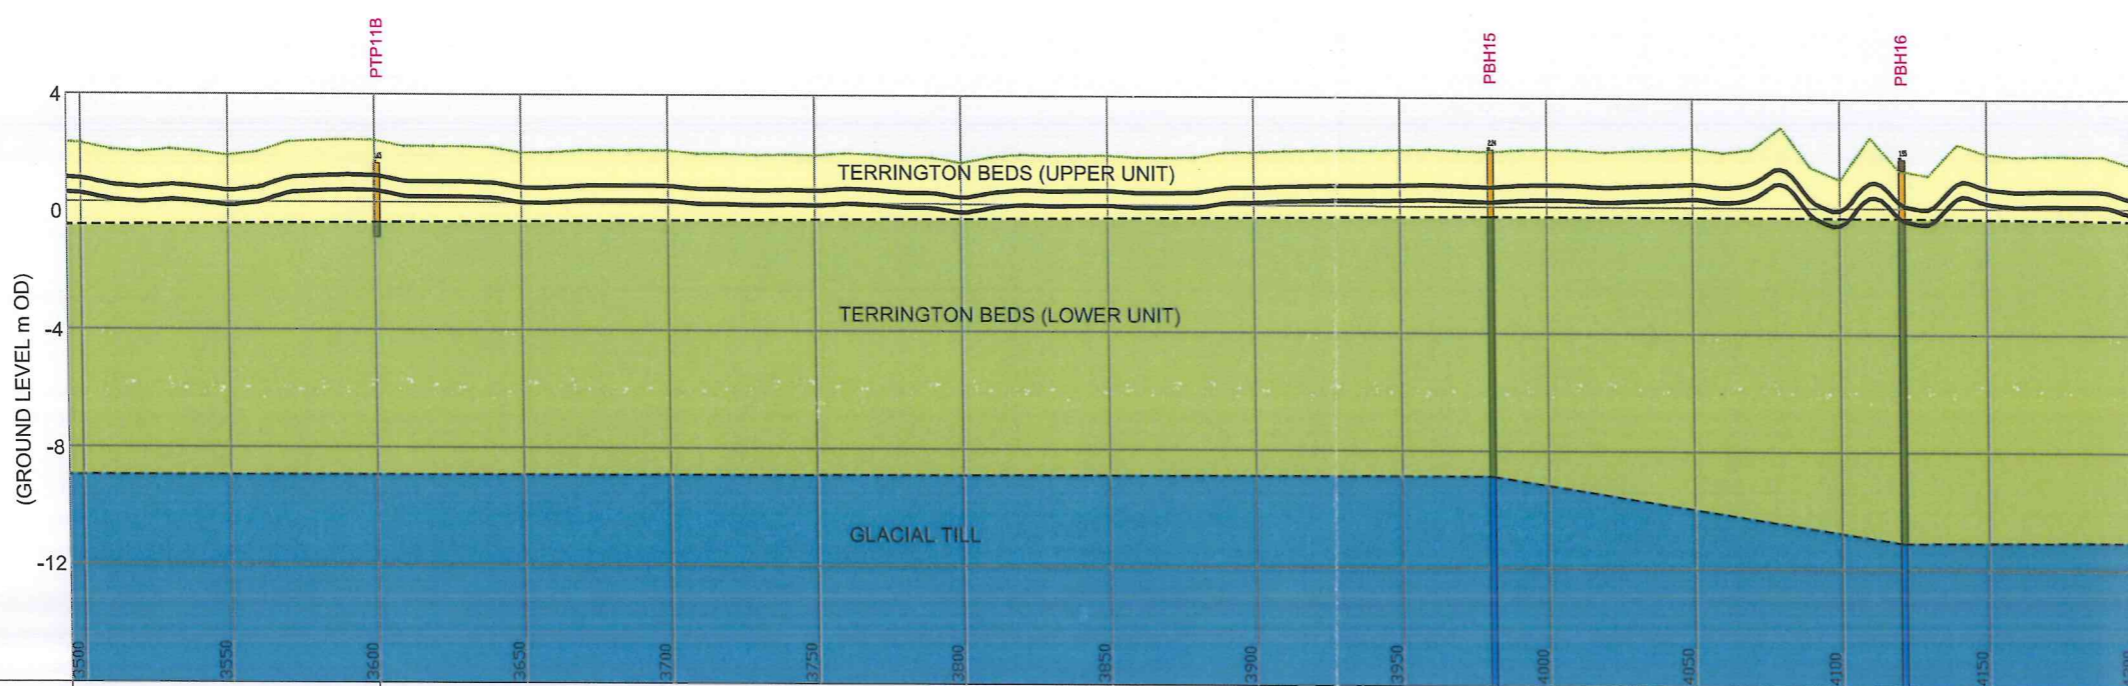 PTP11B
PBH15
PBH16
4
0
-4
-8
-12
(GROUND LEVEL m OD)
TERRINGTON BEDS (UPPER UNIT)
TERRINGTON BEDS (LOWER UNIT)
GLACIAL TILL
3500
3550
3600
3650
3700
3750
3800
3850
3900
3950
4000
4050
4100
4150